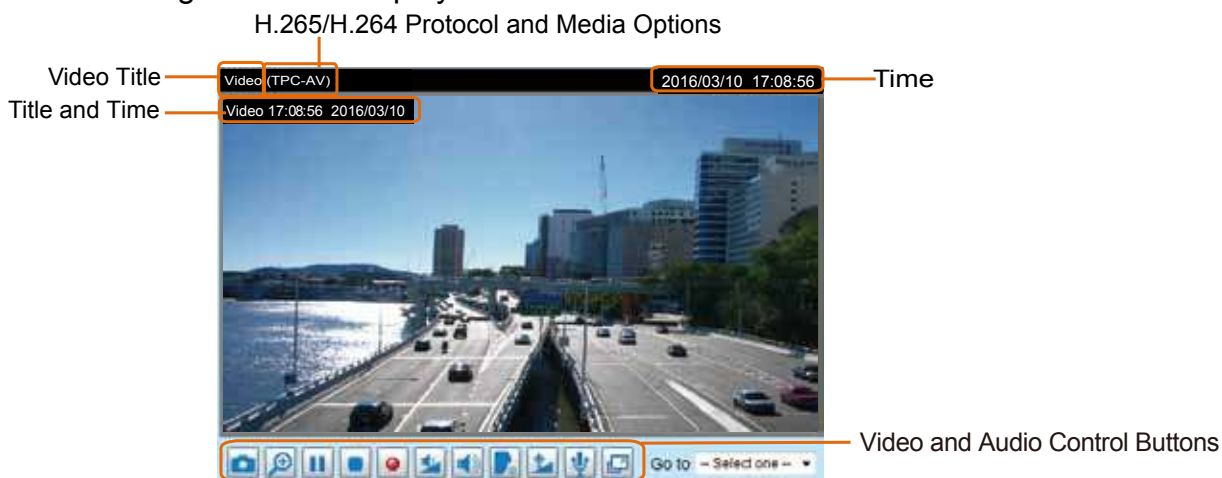 H.265/H.264 Protocol and Media Options
Video Title
Video (TPC-AV)
2016/03/10 17:08:56
Time
Title and Time
Video 17:08:56 2016/03/10
Video and Audio Control Buttons
Go to -- Select one --